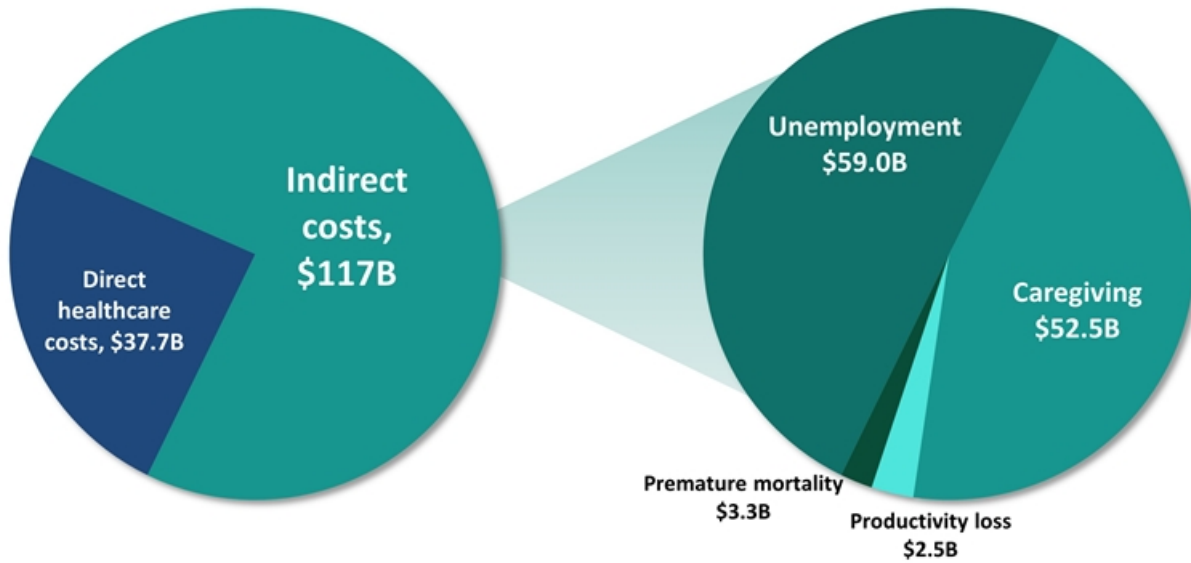 Indirect
costs,
$117B
Direct
healthcare
costs, $37.7B
Unemployment
$59.0B
Caregiving
$52.5B
Premature mortality
$3.3B
Productivity loss
$2.5B